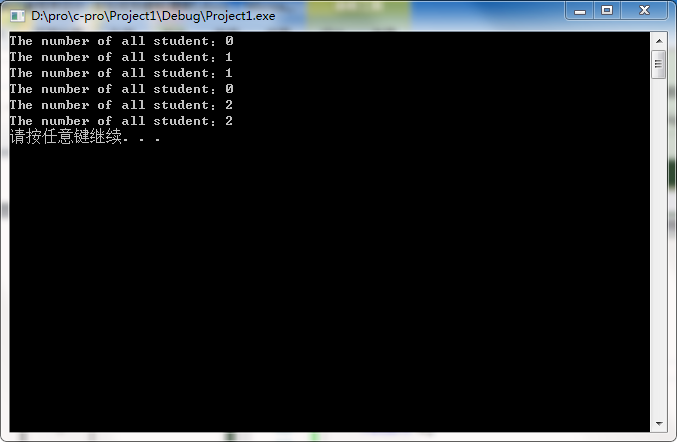 D:\pro\c-pro\Project1\Debug\Project1.exe
The number of all student：0
The number of all student：1
The number of all student：1
The number of all student：0
The number of all student：2
The number of all student：2
请按任意键继续. . .